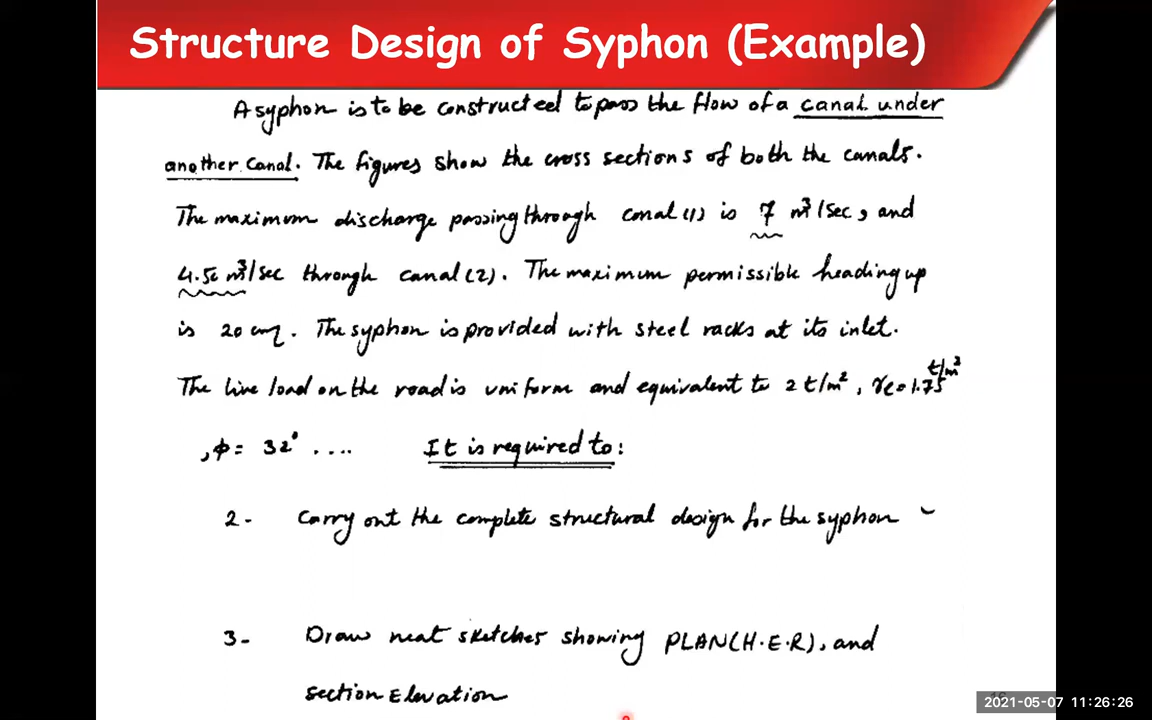 Structure Design of Syphon (Example)
A syphon is to be constructed to pass the flow of a canal under
another canal. The figures show the cross sections of both the canals.
The maximum discharge passing through canal (1) is 7 m³/sec, and
4.50 m³/sec through canal (2). The maximum permissible heading up
is 20 cm. The syphon is provided with steel racks at its inlet.
The live load on the road is uniform and equivalent to 2 t/m², γe = 1.75 t/m³
, φ = 32° .... It is required to:
2- Carry out the complete structural design for the syphon
3- Draw neat sketches showing PLAN (H.E.R), and
section Elevation
2021-05-07 11:26:26